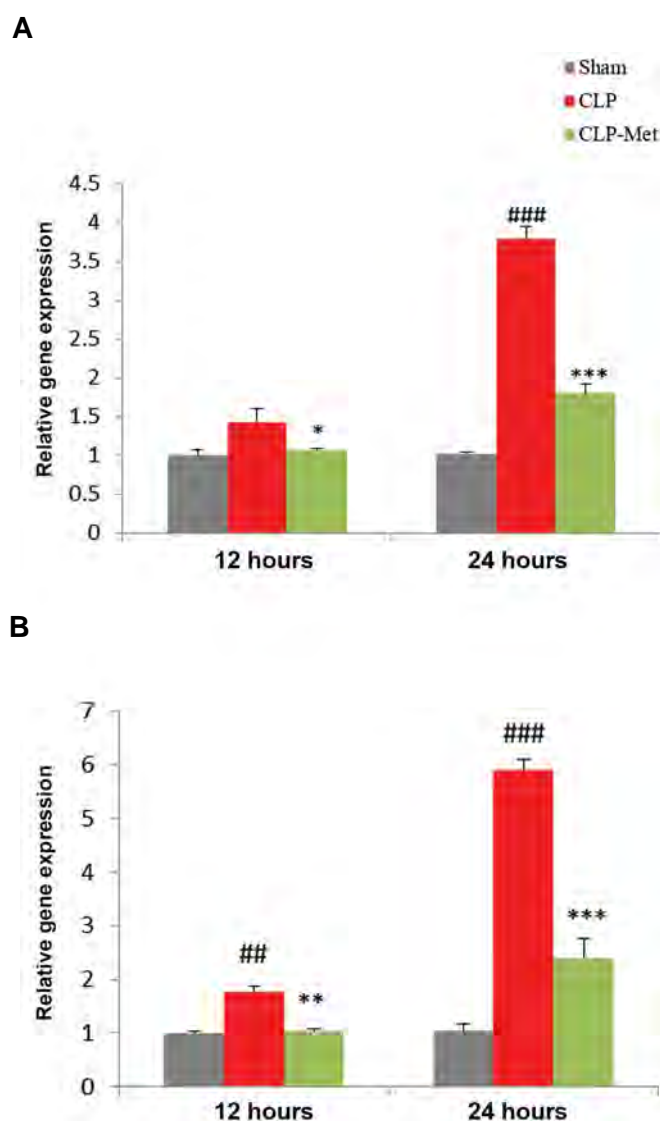 A
Sham
CLP
CLP-Met
Relative gene expression
4.5
4
3.5
3
2.5
2
1.5
1
0.5
0
###
***
*
12 hours
24 hours
B
Relative gene expression
7
6
5
4
3
2
1
0
###
***
##
**
12 hours
24 hours